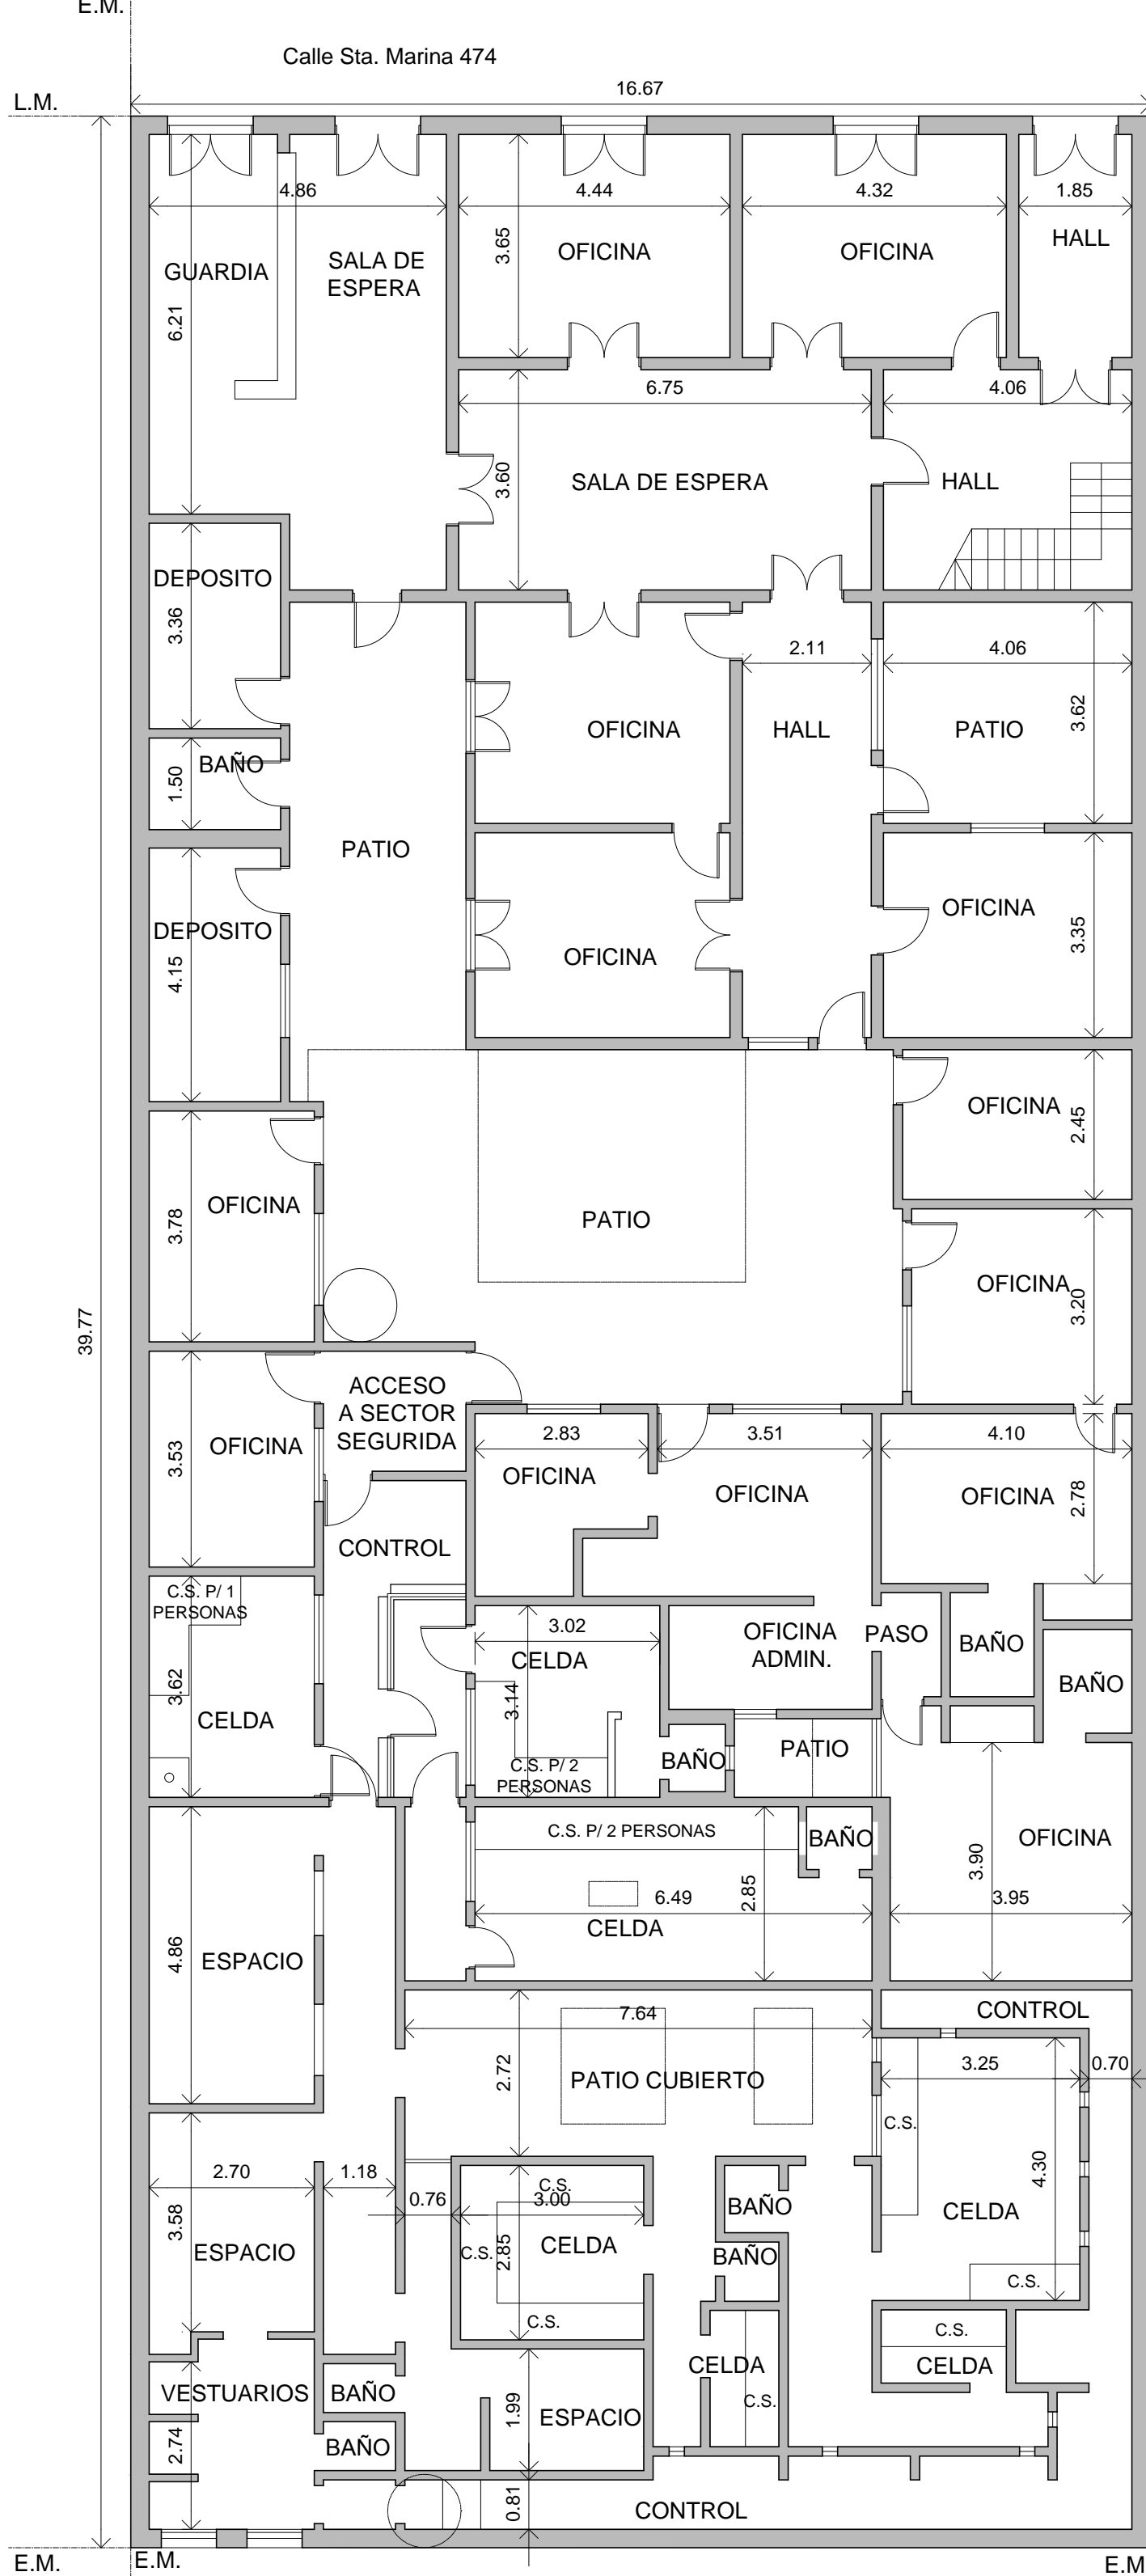 E.M.
Calle Sta. Marina 474
16.67
L.M.
4.86
4.44
4.32
1.85
3.65
GUARDIA
SALA DE
ESPERA
OFICINA
OFICINA
HALL
6.21
6.75
4.06
3.60
SALA DE ESPERA
HALL
DEPOSITO
3.36
2.11
4.06
3.62
OFICINA
HALL
PATIO
BAÑO
1.50
PATIO
OFICINA
3.35
DEPOSITO
4.15
OFICINA
OFICINA
2.45
OFICINA
3.78
PATIO
OFICINA
3.20
39.77
ACCESO
A SECTOR
SEGURIDA
OFICINA
3.53
2.83
3.51
4.10
OFICINA
OFICINA
OFICINA
2.78
CONTROL
C.S. P/ 1
PERSONAS
3.62
CELDA
3.02
CELDA
3.14
C.S. P/ 2
PERSONAS
OFICINA
ADMIN.
PASO
BAÑO
BAÑO
BAÑO
PATIO
C.S. P/ 2 PERSONAS
BAÑO
OFICINA
3.90
3.95
2.85
6.49
CELDA
4.86
ESPACIO
CONTROL
7.64
2.72
PATIO CUBIERTO
3.25
0.70
C.S.
4.30
CELDA
C.S.
2.70
1.18
0.76
C.S.
3.00
CELDA
C.S.
2.85
C.S.
BAÑO
BAÑO
3.58
ESPACIO
C.S.
CELDA
CELDA
C.S.
VESTUARIOS
BAÑO
1.99
ESPACIO
2.74
BAÑO
0.81
CONTROL
E.M.
E.M.
E.M